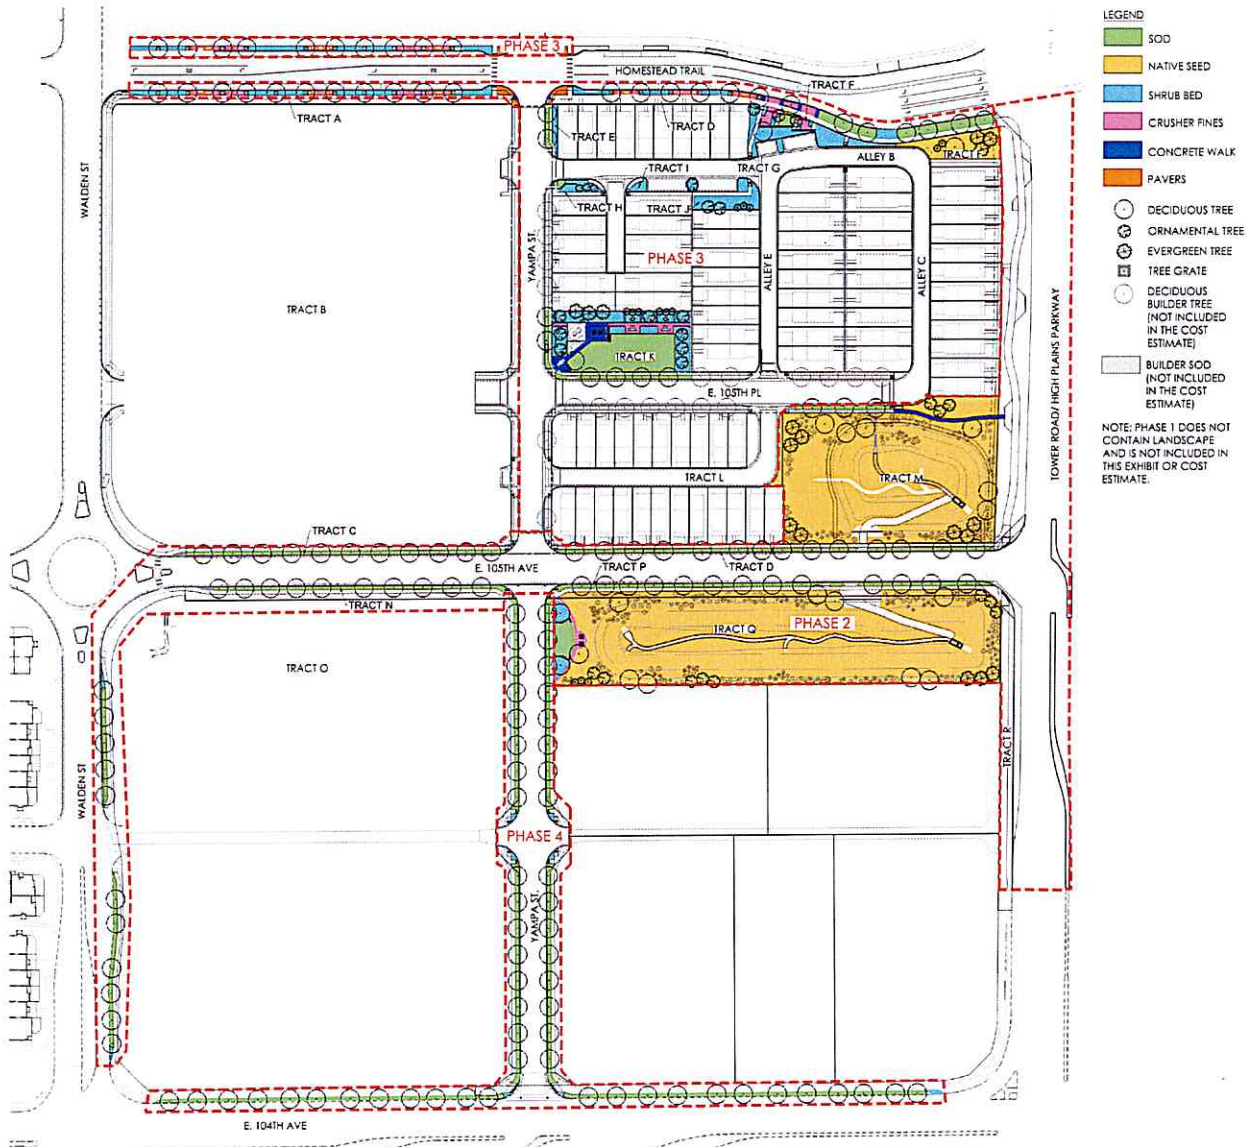 LEGEND
SOD
NATIVE SEED
SHRUB BED
CRUSHER FINES
CONCRETE WALK
PAVERS
DECIDUOUS TREE
ORNAMENTAL TREE
EVERGREEN TREE
TREE GRATE
DECIDUOUS
BUILDER TREE
(NOT INCLUDED
IN THE COST
ESTIMATE)
BUILDER SOD
(NOT INCLUDED
IN THE COST
ESTIMATE)
NOTE: PHASE 1 DOES NOT
CONTAIN LANDSCAPE
AND IS NOT INCLUDED IN
THIS EXHIBIT OR COST
ESTIMATE.
PHASE 3
HOMESTEAD TRAIL
TRACT F
TRACT A
TRACT E
TRACT D
WALDEN ST
ALLEY B
TRACT F
TRACT I
TRACT G
TRACT H
TRACT J
YAMPA ST.
PHASE 3
ALLEY E
ALLEY C
TOWER ROAD/ HIGH PLAINS PARKWAY
TRACT B
TRACT K
E. 105TH PL
TRACT L
TRACT M
TRACT C
E. 105TH AVE
TRACT P
TRACT D
TRACT N
TRACT Q
PHASE 2
TRACT O
TRACT R
WALDEN ST
PHASE 4
YAMPA ST.
E. 104TH AVE